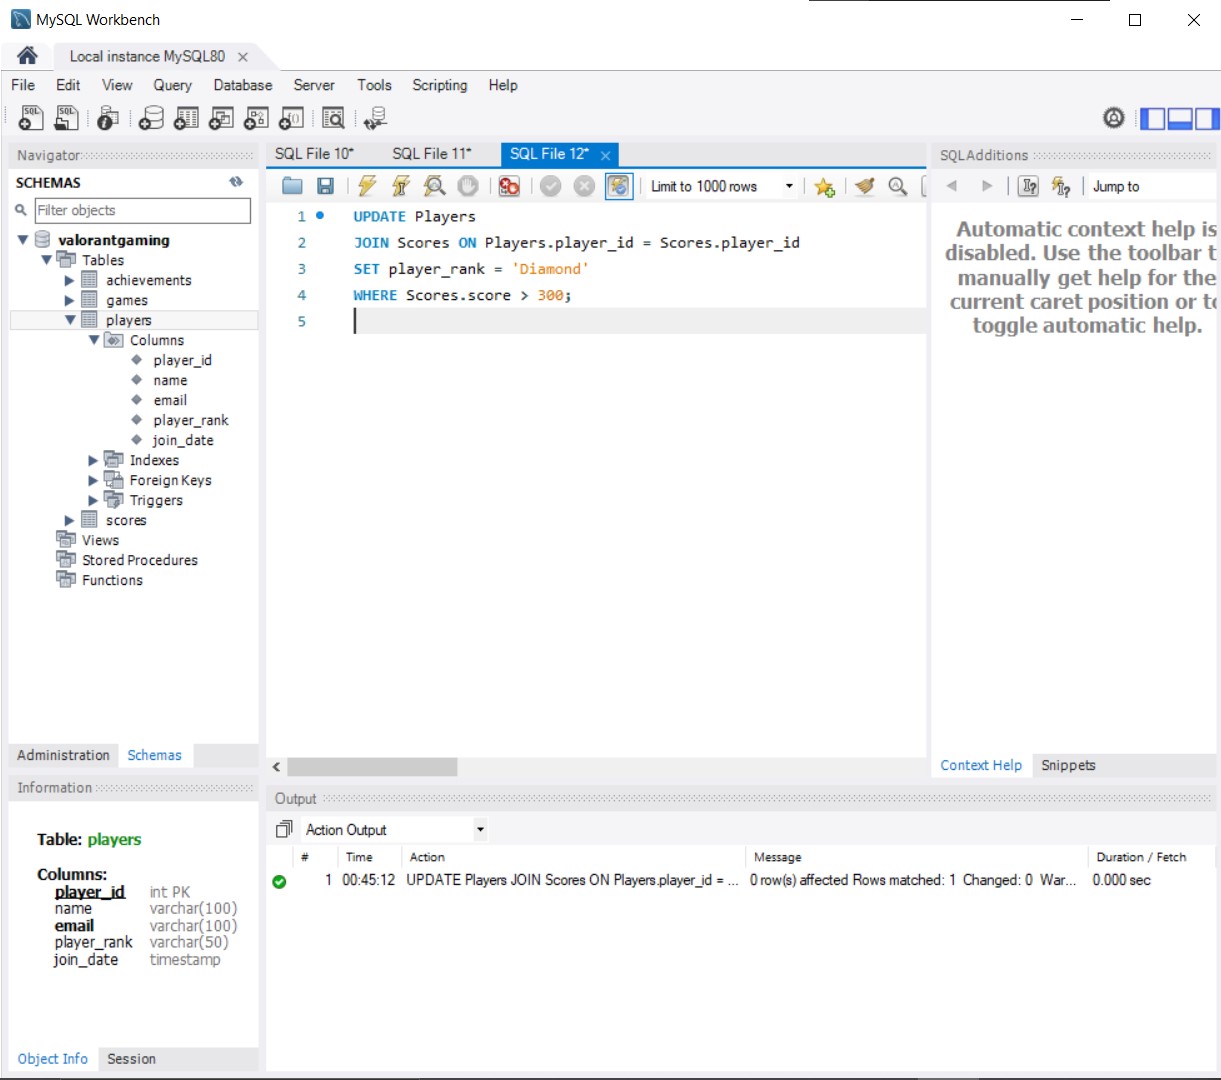 MySQL Workbench
Local instance MySQL80
File Edit View Query Database Server Tools Scripting Help
Navigator
SCHEMAS
Filter objects
valorantgaming
Tables
achievements
games
players
Columns
player_id
name
email
player_rank
join_date
Indexes
Foreign Keys
Triggers
scores
Views
Stored Procedures
Functions
Administration Schemas
Information
Table: players
Columns:
player_id int PK
name varchar(100)
email varchar(100)
player_rank varchar(50)
join_date timestamp
Object Info Session
SQL File 10* SQL File 11* SQL File 12*
Limit to 1000 rows
1 UPDATE Players
2 JOIN Scores ON Players.player_id = Scores.player_id
3 SET player_rank = 'Diamond'
4 WHERE Scores.score > 300;
5
SQLAdditions
Jump to
Automatic context help is
disabled. Use the toolbar t
manually get help for the
current caret position or to
toggle automatic help.
Context Help Snippets
Output
Action Output
# Time Action Message Duration / Fetch
1 00:45:12 UPDATE Players JOIN Scores ON Players.player_id = ... 0 row(s) affected Rows matched: 1 Changed: 0 War... 0.000 sec